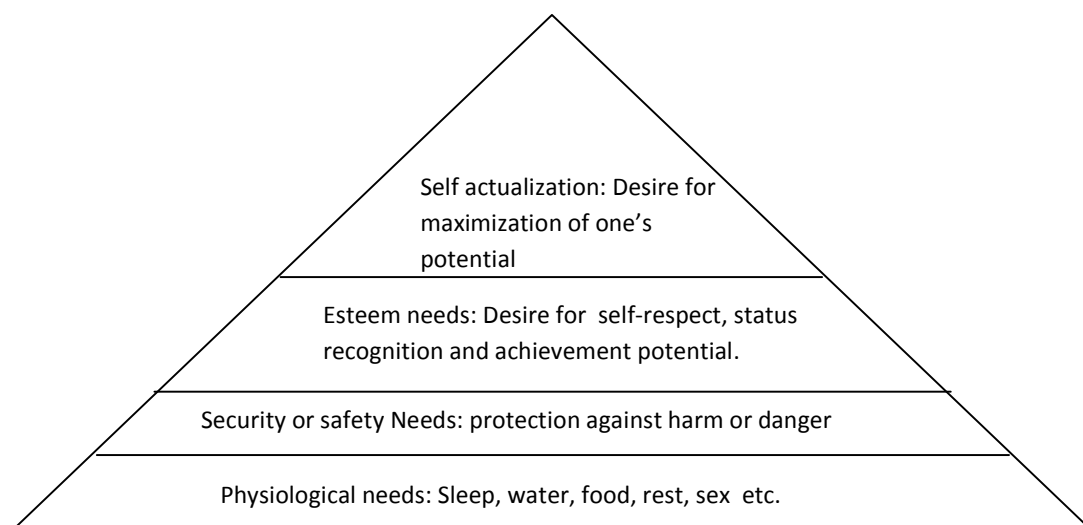 Self actualization: Desire for
maximization of one’s
potential
Esteem needs: Desire for  self-respect, status
recognition and achievement potential.
Security or safety Needs: protection against harm or danger
Physiological needs: Sleep, water, food, rest, sex  etc.